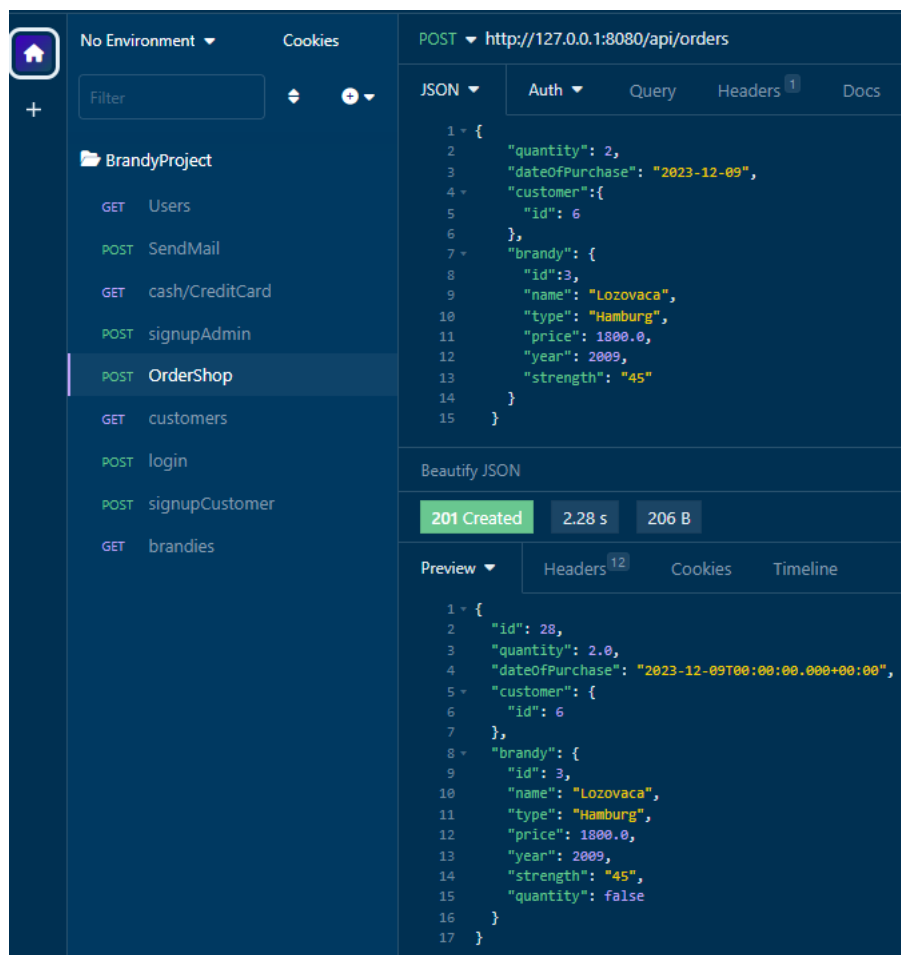 No Environment Cookies
Filter
BrandyProject
GET Users
POST SendMail
GET cash/CreditCard
POST signupAdmin
POST OrderShop
GET customers
POST login
POST signupCustomer
GET brandies
POST http://127.0.0.1:8080/api/orders
JSON Auth Query Headers 1 Docs
1 {
2 "quantity": 2,
3 "dateOfPurchase": "2023-12-09",
4 "customer":{
5 "id": 6
6 },
7 "brandy": {
8 "id":3,
9 "name": "Lozovaca",
10 "type": "Hamburg",
11 "price": 1800.0,
12 "year": 2009,
13 "strength": "45"
14 }
15 }
Beautify JSON
201 Created 2.28 s 206 B
Preview Headers 12 Cookies Timeline
1 {
2 "id": 28,
3 "quantity": 2.0,
4 "dateOfPurchase": "2023-12-09T00:00:00.000+00:00",
5 "customer": {
6 "id": 6
7 },
8 "brandy": {
9 "id": 3,
10 "name": "Lozovaca",
11 "type": "Hamburg",
12 "price": 1800.0,
13 "year": 2009,
14 "strength": "45",
15 "quantity": false
16 }
17 }